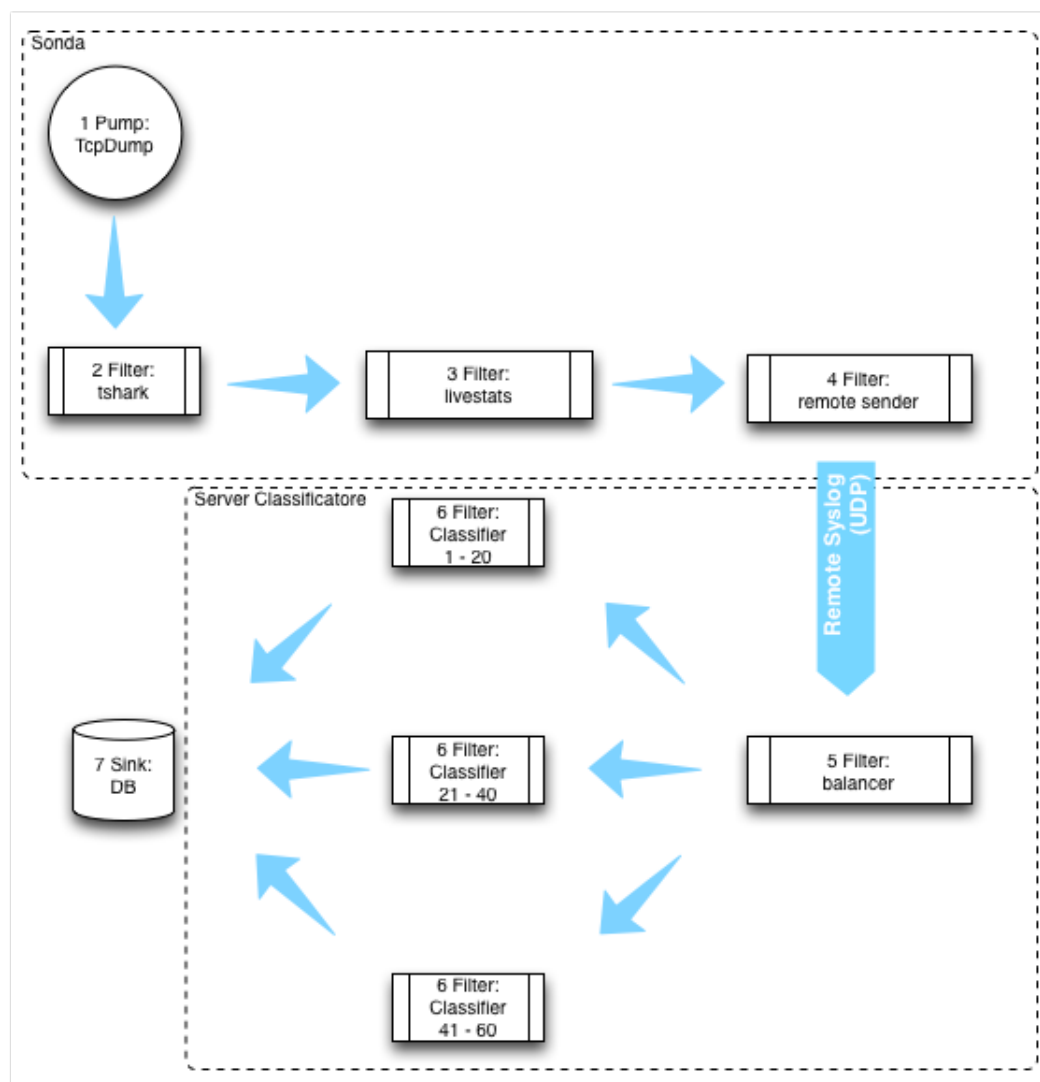 Sonda
1 Pump:
TcpDump
2 Filter:
tshark
3 Filter:
livestats
4 Filter:
remote sender
Remote Syslog
(UDP)
Server Classificatore
6 Filter:
Classifier
1 - 20
7 Sink:
DB
6 Filter:
Classifier
21 - 40
5 Filter:
balancer
6 Filter:
Classifier
41 - 60